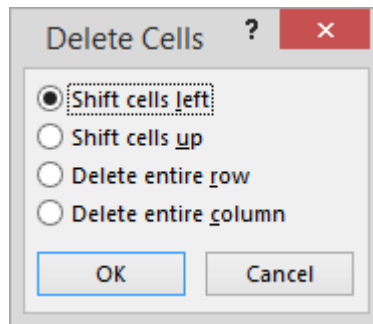 Delete Cells ?
Shift cells left
Shift cells up
Delete entire row
Delete entire column
OK Cancel